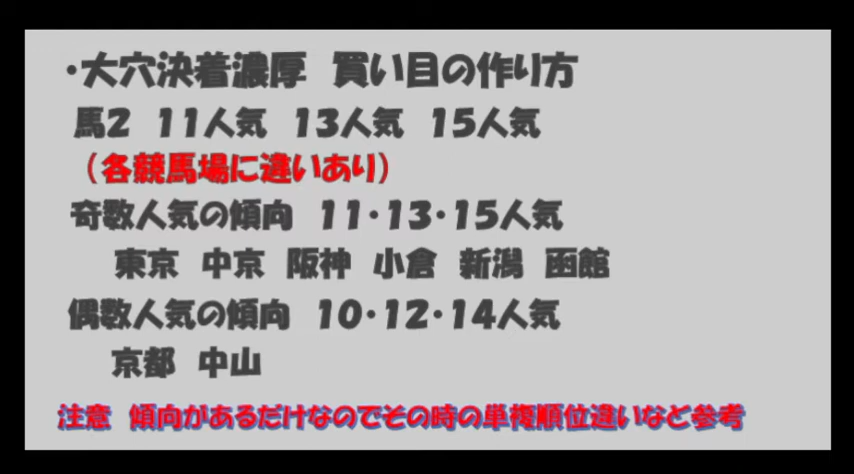 ・大穴決着濃厚 買い目の作り方
馬2 11人気 13人気 15人気
(各競馬場に違いあり)
奇数人気の傾向 11・13・15人気
東京 中京 阪神 小倉 新潟 函館
偶数人気の傾向 10・12・14人気
京都 中山
注意 傾向があるだけなのでその時の単複順位違いなど参考